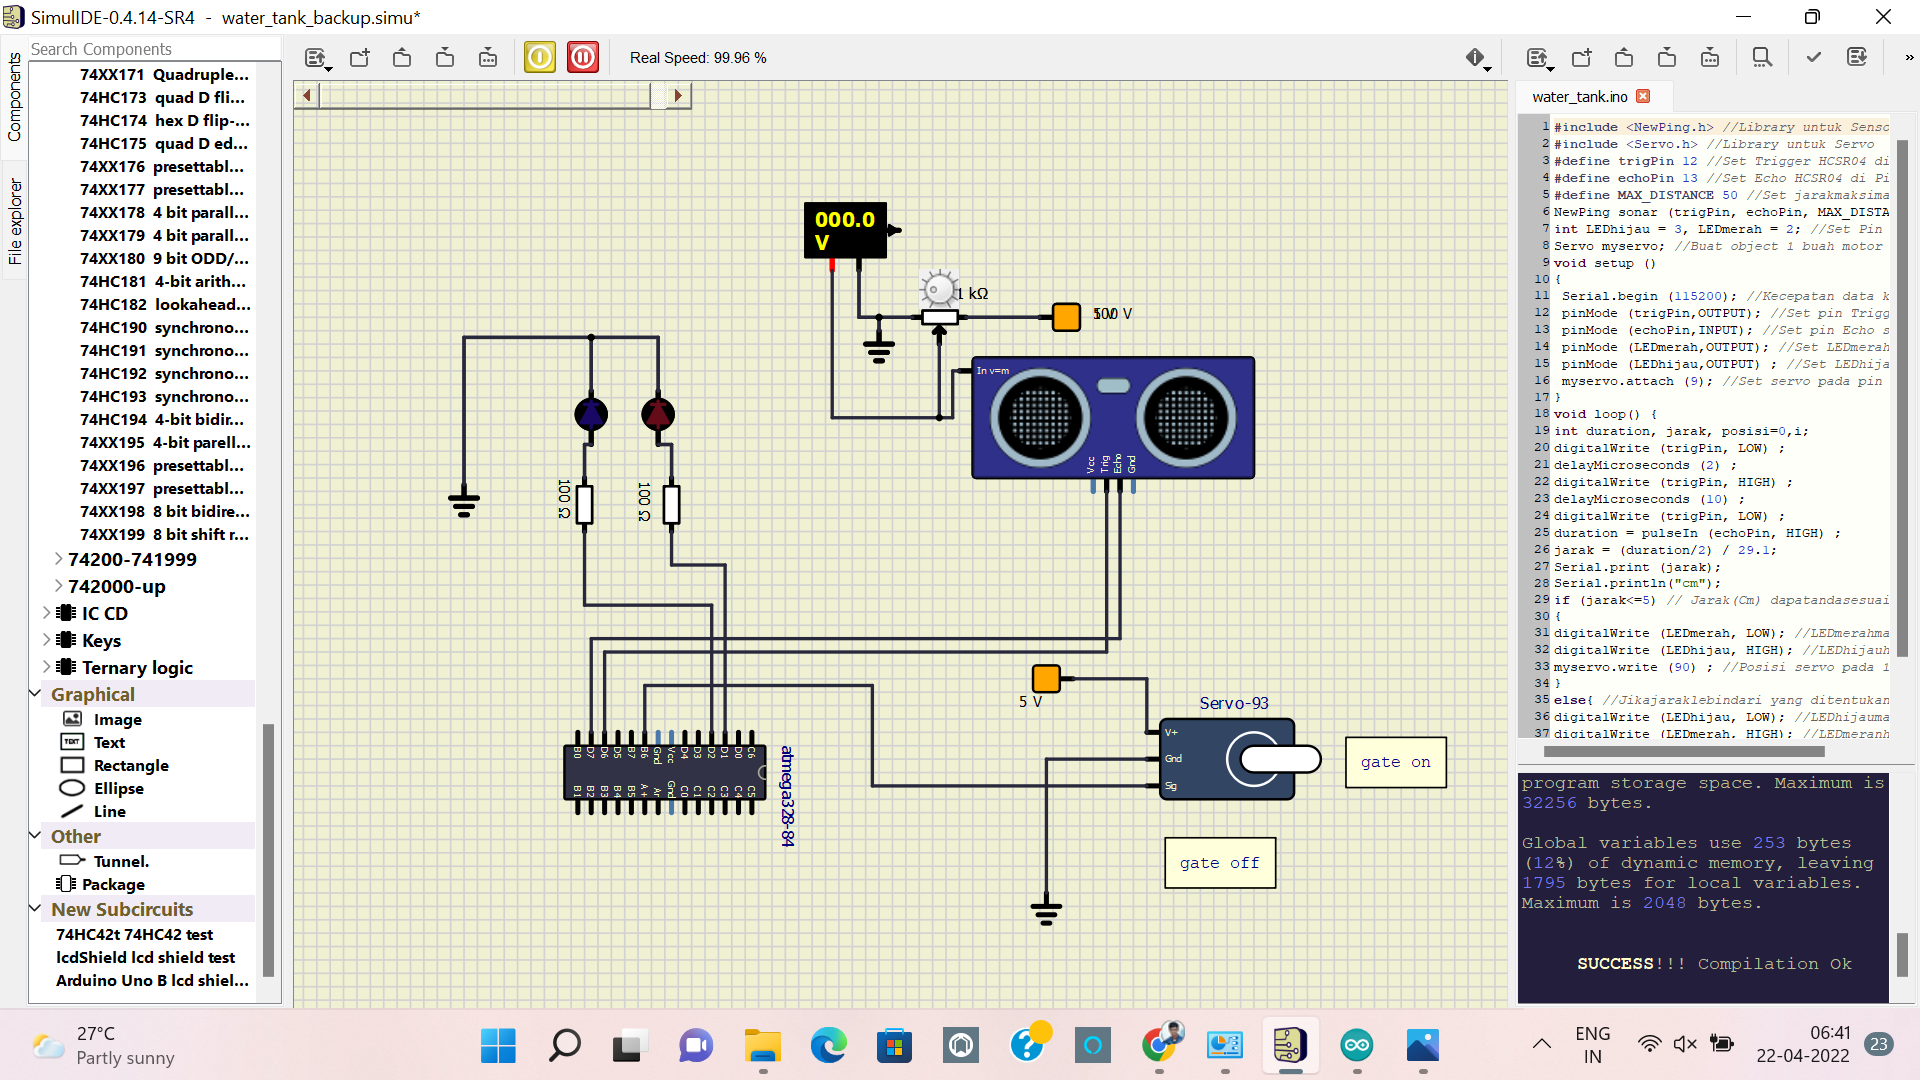 SimulIDE-0.4.14-SR4 - water_tank_backup.simu*
Components
File explorer
Search Components
74XX171 Quadruple...
74HC173 quad D fli...
74HC174 hex D flip-...
74HC175 quad D ed...
74XX176 presettabl...
74XX177 presettabl...
74XX178 4 bit parall...
74XX179 4 bit parall...
74XX180 9 bit ODD/...
74HC181 4-bit arith...
74HC182 lookahead...
74HC190 synchrono...
74HC191 synchrono...
74HC192 synchrono...
74HC193 synchrono...
74HC194 4-bit bidir...
74XX195 4-bit parell...
74XX196 presettabl...
74XX197 presettabl...
74XX198 8 bit bidire...
74XX199 8 bit shift r...
74200-741999
742000-up
IC CD
Keys
Ternary logic
Graphical
Image
TEXT Text
Rectangle
Ellipse
Line
Other
Tunnel.
Package
New Subcircuits
74HC42t 74HC42 test
lcdShield lcd shield test
Arduino Uno B lcd shiel...
Real Speed: 99.96 %
000.0
V
1 kΩ
In v=m
Vcc
Trig
Echo
Gnd
100 Ω
100 Ω
5 V
Servo-93
V+
Gnd
Sig
gate on
gate off
B0 D7 D6 D5 B7 B6 Gnd Vcc D4 D3 D2 D1 D0 C6
B1 B2 B3 B4 B5 A+ Ar Gnd C0 C1 C2 C3 C4 C5
atmega328-84
water_tank.ino
1 #include <NewPing.h> //Library untuk Senso
2 #include <Servo.h> //Library untuk Servo
3 #define trigPin 12 //Set Trigger HCSR04 di
4 #define echoPin 13 //Set Echo HCSR04 di Pi
5 #define MAX_DISTANCE 50 //Set jarakmaksima
6 NewPing sonar (trigPin, echoPin, MAX_DISTA
7 int LEDhijau = 3, LEDmerah = 2; //Set Pin
8 Servo myservo; //Buat object 1 buah motor
9 void setup ()
10 {
11 Serial.begin (115200); //Kecepatan data k
12 pinMode (trigPin,OUTPUT); //Set pin Trigg
13 pinMode (echoPin,INPUT); //Set pin Echo s
14 pinMode (LEDmerah,OUTPUT); //Set LEDmerah
15 pinMode (LEDhijau,OUTPUT) ; //Set LEDhija
16 myservo.attach (9); //Set servo pada pin
17 }
18 void loop() {
19 int duration, jarak, posisi=0,i;
20 digitalWrite (trigPin, LOW) ;
21 delayMicroseconds (2) ;
22 digitalWrite (trigPin, HIGH) ;
23 delayMicroseconds (10) ;
24 digitalWrite (trigPin, LOW) ;
25 duration = pulseIn (echoPin, HIGH) ;
26 jarak = (duration/2) / 29.1;
27 Serial.print (jarak);
28 Serial.println("cm");
29 if (jarak<=5) // Jarak(Cm) dapatandasesuai
30 {
31 digitalWrite (LEDmerah, LOW); //LEDmerahma
32 digitalWrite (LEDhijau, HIGH); //LEDhijauh
33 myservo.write (90) ; //Posisi servo pada 1
34 }
35 else{ //Jikajaraklebindari yang ditentukan
36 digitalWrite (LEDhijau, LOW); //LEDhijauma
37 digitalWrite (LEDmerah, HIGH); //LEDmerahh
program storage space. Maximum is
32256 bytes.
Global variables use 253 bytes
(12%) of dynamic memory, leaving
1795 bytes for local variables.
Maximum is 2048 bytes.
SUCCESS!!! Compilation Ok
27°C
Partly sunny
ENG
IN
06:41
22-04-2022
23